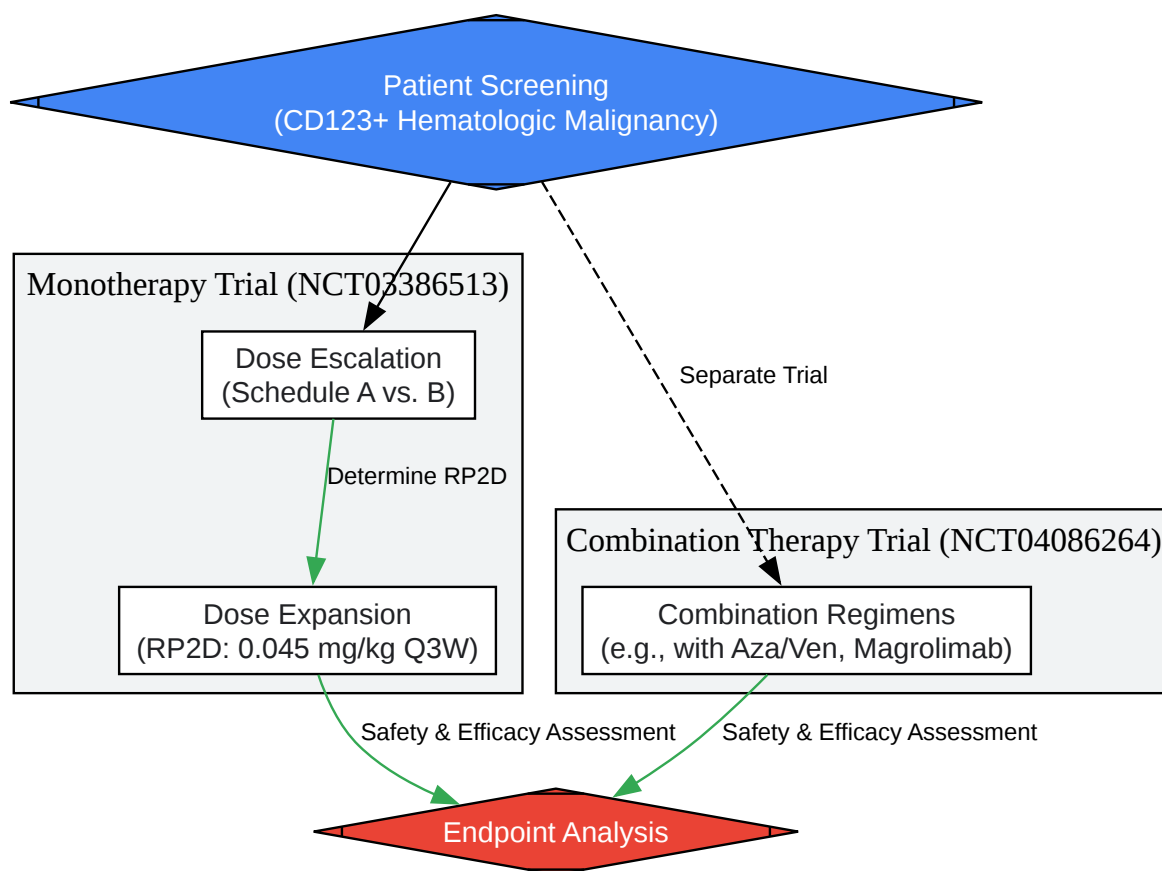 Patient Screening
(CD123+ Hematologic Malignancy)
Monotherapy Trial (NCT03386513)
Dose Escalation
(Schedule A vs. B)
Separate Trial
Determine RP2D
Combination Therapy Trial (NCT04086264)
Dose Expansion
(RP2D: 0.045 mg/kg Q3W)
Combination Regimens
(e.g., with Aza/Ven, Magrolimab)
Safety & Efficacy Assessment
Safety & Efficacy Assessment
Endpoint Analysis